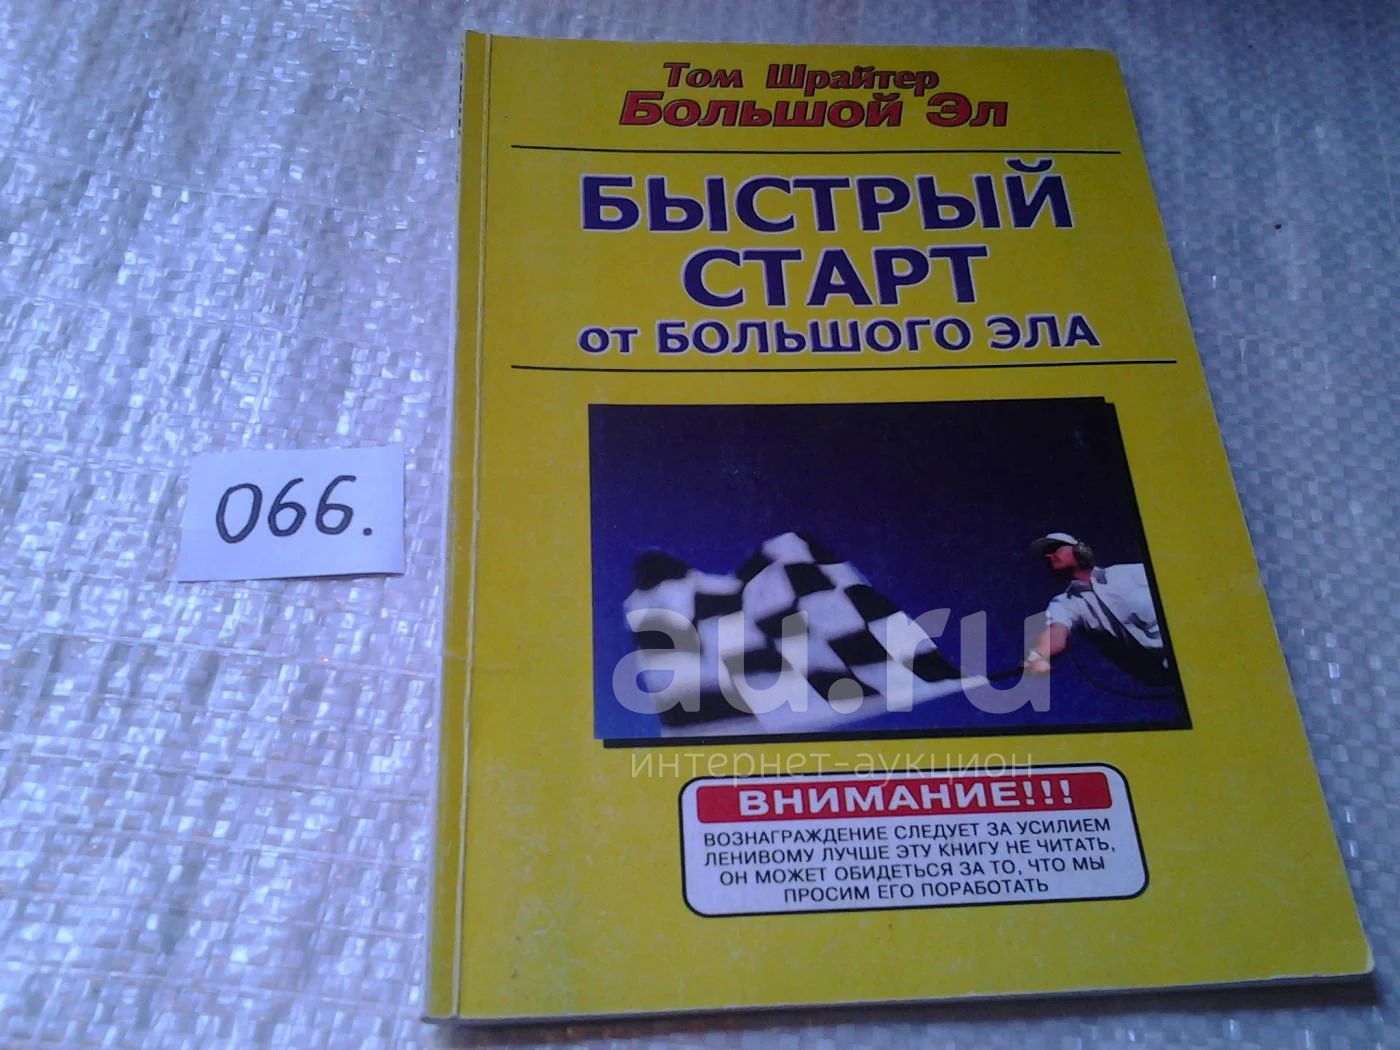 Том Шрайтер
Большой Эл
БЫСТРЫЙ
СТАРТ
от БОЛЬШОГО ЭЛА
066.
au.ru
интернет-аукцион
ВНИМАНИЕ!!!
ВОЗНАГРАЖДЕНИЕ СЛЕДУЕТ ЗА УСИЛИЕМ
ЛЕНИВОМУ ЛУЧШЕ ЭТУ КНИГУ НЕ ЧИТАТЬ,
ОН МОЖЕТ ОБИДЕТЬСЯ ЗА ТО, ЧТО МЫ
ПРОСИМ ЕГО ПОРАБОТАТЬ